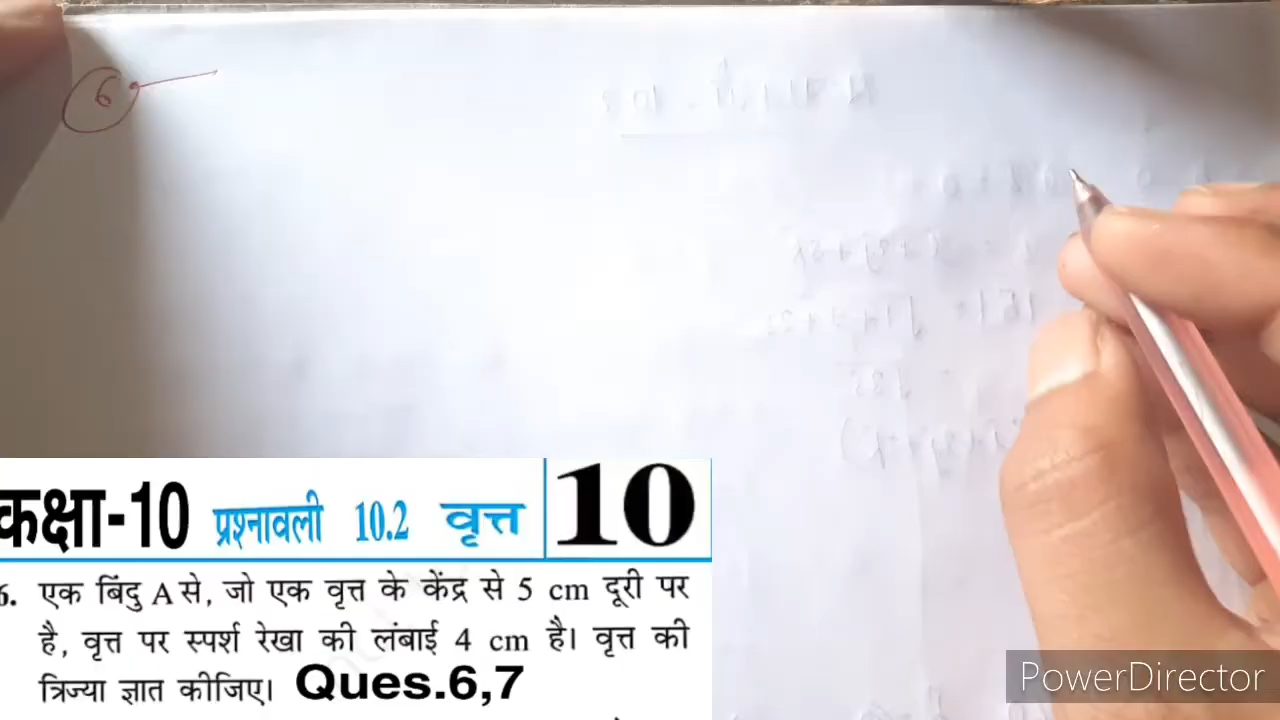 6
कक्षा-10 प्रश्नावली 10.2 वृत्त 10
6. एक बिंदु A से, जो एक वृत्त के केंद्र से 5 cm दूरी पर
है, वृत्त पर स्पर्श रेखा की लंबाई 4 cm है। वृत्त की
त्रिज्या ज्ञात कीजिए। Ques.6,7
PowerDirector